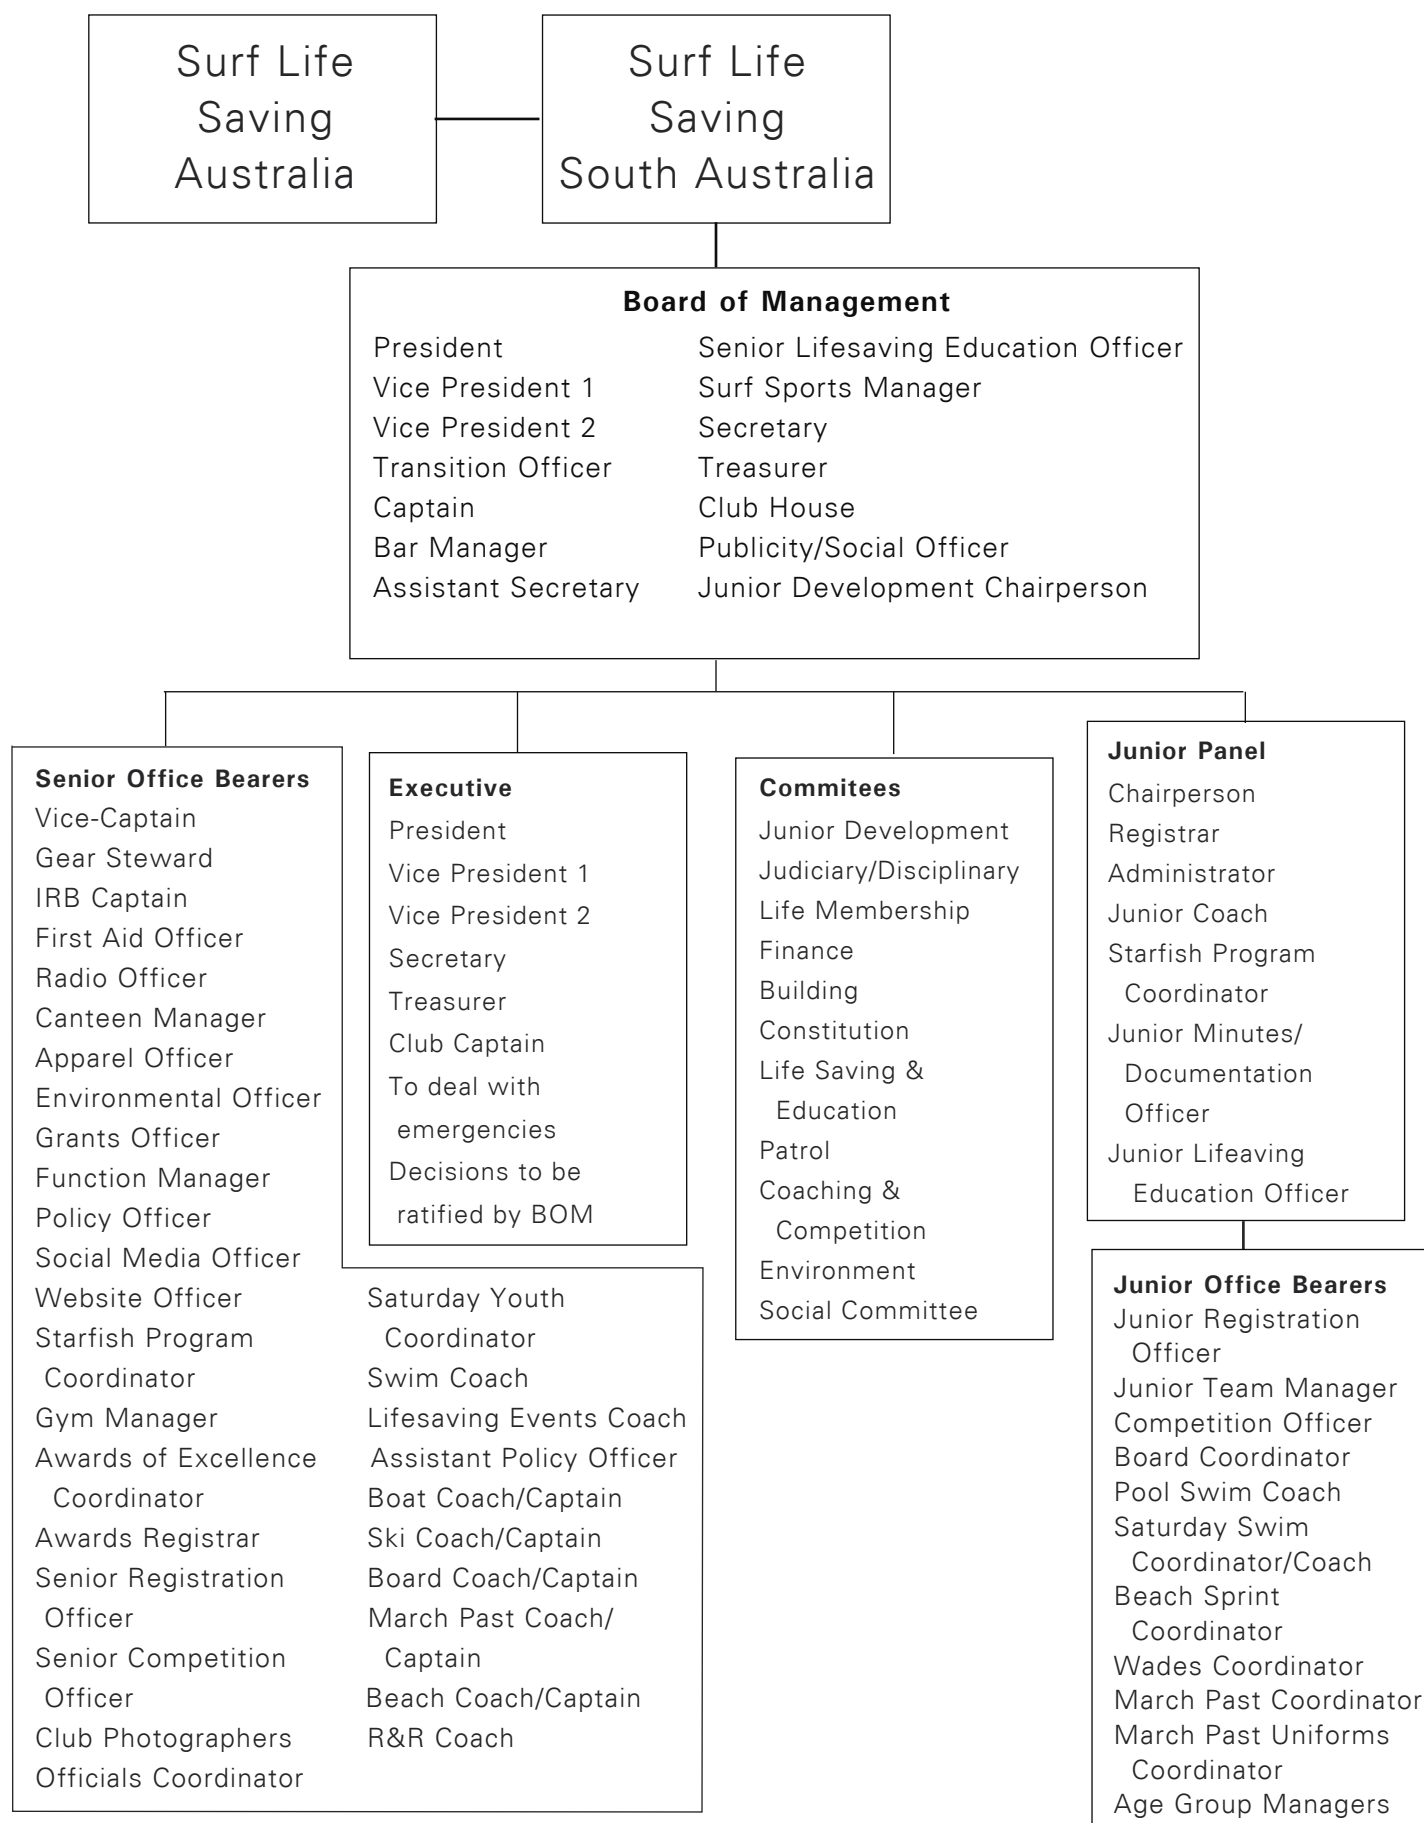 Surf Life
Saving
Australia
Surf Life
Saving
South Australia
Board of Management
President
Vice President 1
Vice President 2
Transition Officer
Captain
Bar Manager
Assistant Secretary
Senior Lifesaving Education Officer
Surf Sports Manager
Secretary
Treasurer
Club House
Publicity/Social Officer
Junior Development Chairperson
Senior Office Bearers
Vice-Captain
Gear Steward
IRB Captain
First Aid Officer
Radio Officer
Canteen Manager
Apparel Officer
Environmental Officer
Grants Officer
Function Manager
Policy Officer
Social Media Officer
Website Officer
Starfish Program
Coordinator
Gym Manager
Awards of Excellence
Coordinator
Awards Registrar
Senior Registration
Officer
Senior Competition
Officer
Club Photographers
Officials Coordinator
Saturday Youth
Coordinator
Swim Coach
Lifesaving Events Coach
Assistant Policy Officer
Boat Coach/Captain
Ski Coach/Captain
Board Coach/Captain
March Past Coach/
Captain
Beach Coach/Captain
R&R Coach
Executive
President
Vice President 1
Vice President 2
Secretary
Treasurer
Club Captain
To deal with
emergencies
Decisions to be
ratified by BOM
Commitees
Junior Development
Judiciary/Disciplinary
Life Membership
Finance
Building
Constitution
Life Saving &
Education
Patrol
Coaching &
Competition
Environment
Social Committee
Junior Panel
Chairperson
Registrar
Administrator
Junior Coach
Starfish Program
Coordinator
Junior Minutes/
Documentation
Officer
Junior Lifeaving
Education Officer
Junior Office Bearers
Junior Registration
Officer
Junior Team Manager
Competition Officer
Board Coordinator
Pool Swim Coach
Saturday Swim
Coordinator/Coach
Beach Sprint
Coordinator
Wades Coordinator
March Past Coordinator
March Past Uniforms
Coordinator
Age Group Managers